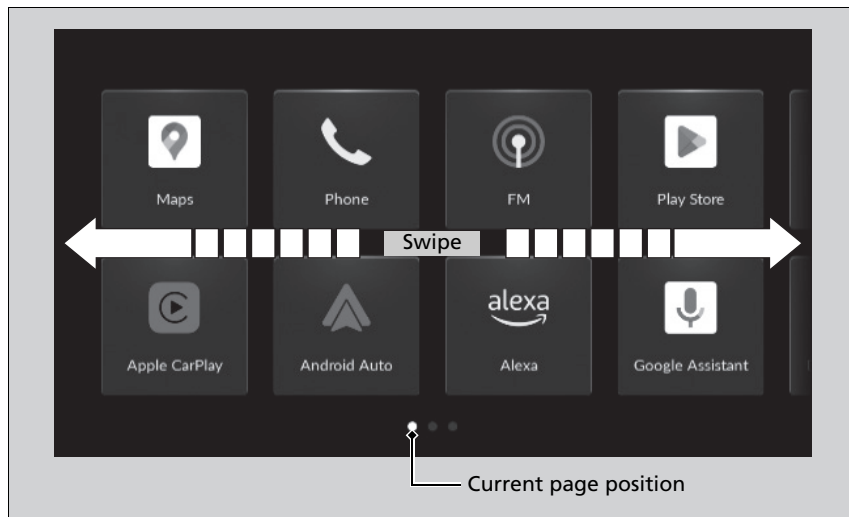 Maps
Phone
FM
Play Store
Swipe
alexa
Apple CarPlay
Android Auto
Alexa
Google Assistant
Current page position